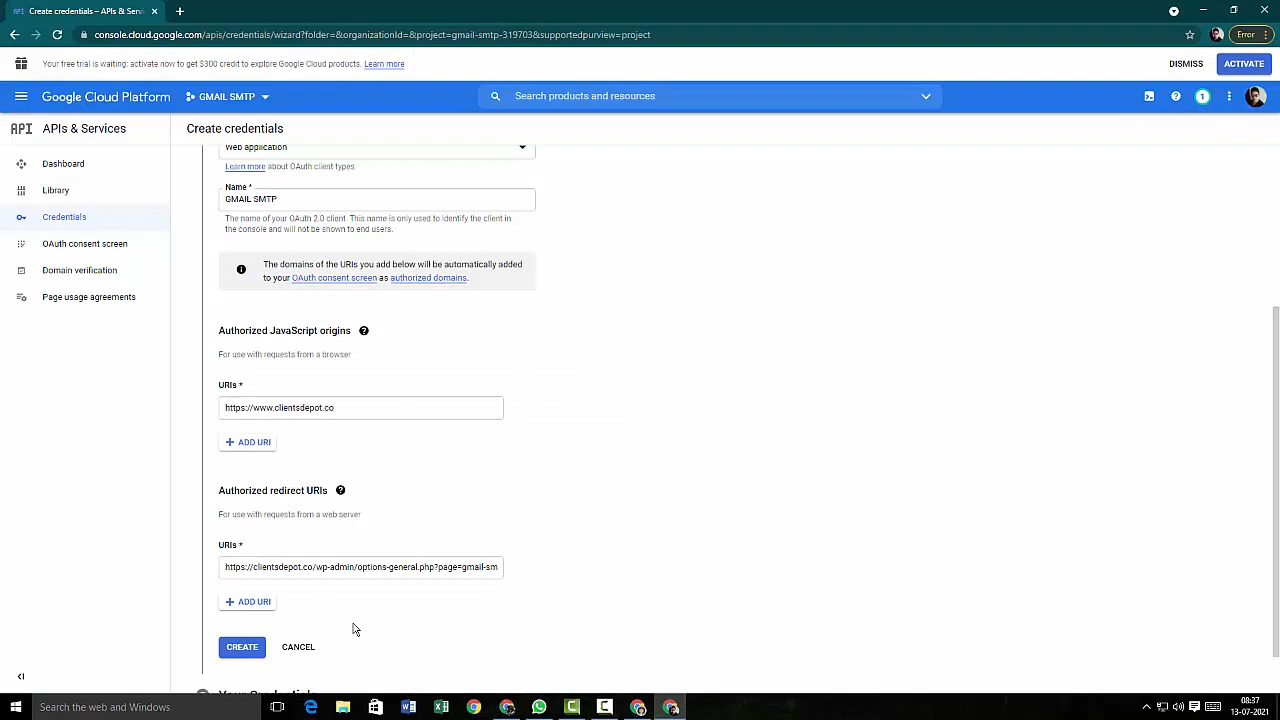 API Create credentials – APIs & Servi
console.cloud.google.com/apis/credentials/wizard?folder=&organizationId=&project=gmail-smtp-319703&supportedpurview=project
Error
Your free trial is waiting: activate now to get $300 credit to explore Google Cloud products. Learn more
DISMISS
ACTIVATE
Google Cloud Platform
GMAIL SMTP
Search products and resources
1
API APIs & Services
Create credentials
Dashboard
Library
Credentials
OAuth consent screen
Domain verification
Page usage agreements
Web application
Learn more about OAuth client types
Name *
GMAIL SMTP
The name of your OAuth 2.0 client. This name is only used to identify the client in
the console and will not be shown to end users.
The domains of the URIs you add below will be automatically added
to your OAuth consent screen as authorized domains.
Authorized JavaScript origins
For use with requests from a browser
URIs *
https://www.clientsdepot.co
+ ADD URI
Authorized redirect URIs
For use with requests from a web server
URIs *
https://clientsdepot.co/wp-admin/options-general.php?page=gmail-sm
+ ADD URI
CREATE
CANCEL
Your Credentials
Search the web and Windows
08:37
13-07-2021